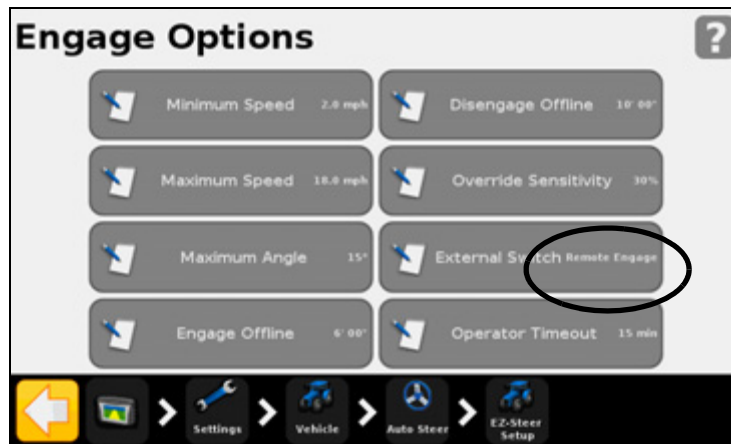 Engage Options
?
Minimum Speed 2.0 mph
Disengage Offline 10' 00"
Maximum Speed 18.0 mph
Override Sensitivity 30%
Maximum Angle 15°
External Switch Remote Engage
Engage Offline 6' 00"
Operator Timeout 15 min
Settings
Vehicle
Auto Steer
EZ-Steer
Setup